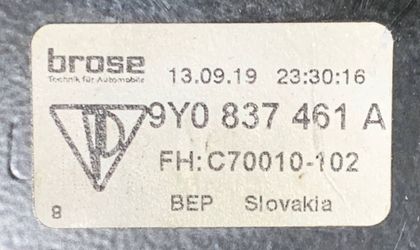 brose
Technik für Automobile
13.09.19 23:30:16
9Y0 837 461 A
FH: C70010-102
8 BEP Slovakia